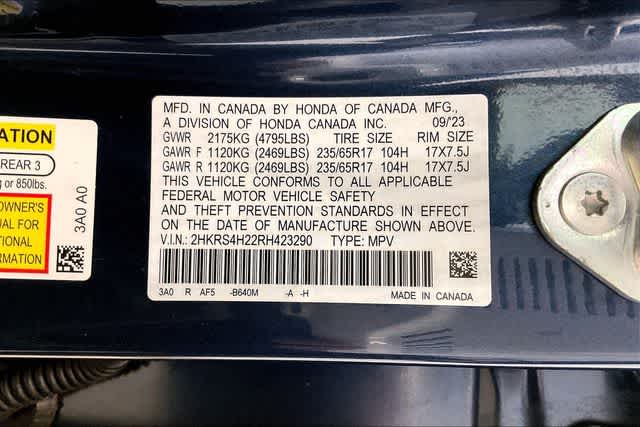 ATION
REAR 3
g or 850lbs.
OWNER'S
UAL FOR
TIONAL
RMATION
3A0 A0
MFD. IN CANADA BY HONDA OF CANADA MFG.,
A DIVISION OF HONDA CANADA INC. 09/23
GVWR 2175KG (4795LBS) TIRE SIZE RIM SIZE
GAWR F 1120KG (2469LBS) 235/65R17 104H 17X7.5J
GAWR R 1120KG (2469LBS) 235/65R17 104H 17X7.5J
THIS VEHICLE CONFORMS TO ALL APPLICABLE
FEDERAL MOTOR VEHICLE SAFETY
AND THEFT PREVENTION STANDARDS IN EFFECT
ON THE DATE OF MANUFACTURE SHOWN ABOVE.
V.I.N.: 2HKRS4H22RH423290 TYPE: MPV
3A0 R AF5 -B640M -A -H
MADE IN CANADA